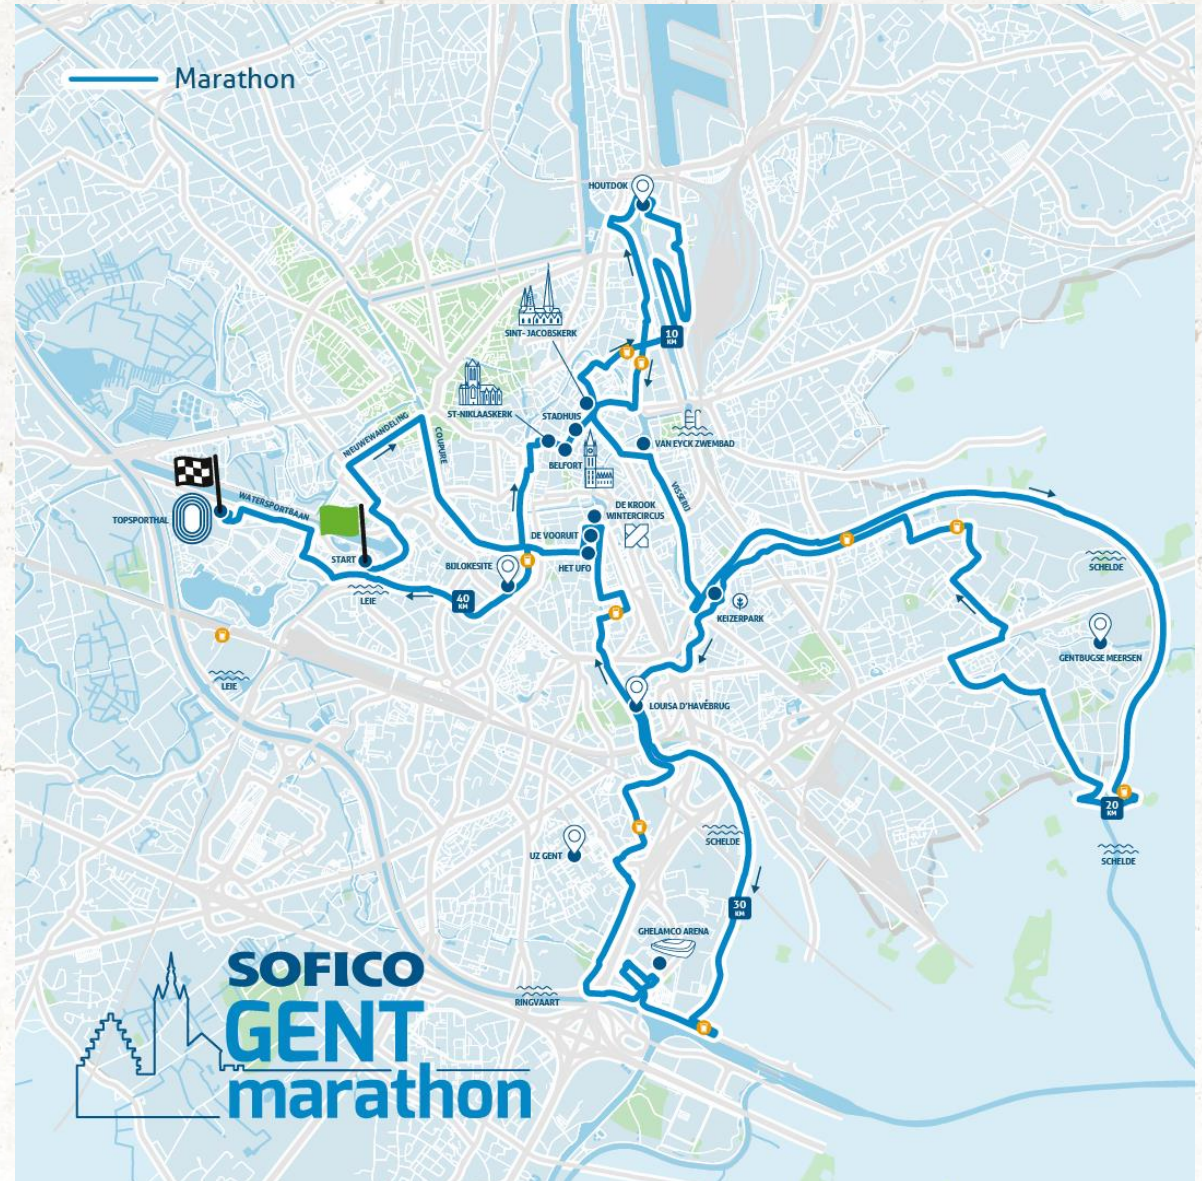 Marathon
HOUTDOK
SINT-JACOBSKERK
10
KM
ST-NIKLAASKERK
STADHUIS
NIEUWEWANDELING
COUPURE
BELFORT
VAN EYCK ZWEMBAD
VISSERIJ
WATERSPORTBAAN
TOPSPORTHAL
DE KROOK
WINTERCIRCUS
DE VOORUIT
START
BIJLOKESITE
HET UFO
SCHELDE
LEIE
40
KM
KEIZERPARK
GENTBUGSE MEERSEN
LEIE
LOUISA D'HAVÉBRUG
20
KM
SCHELDE
UZ GENT
SCHELDE
30
KM
GHELAMCO ARENA
RINGVAART
SOFICO
GENT
marathon